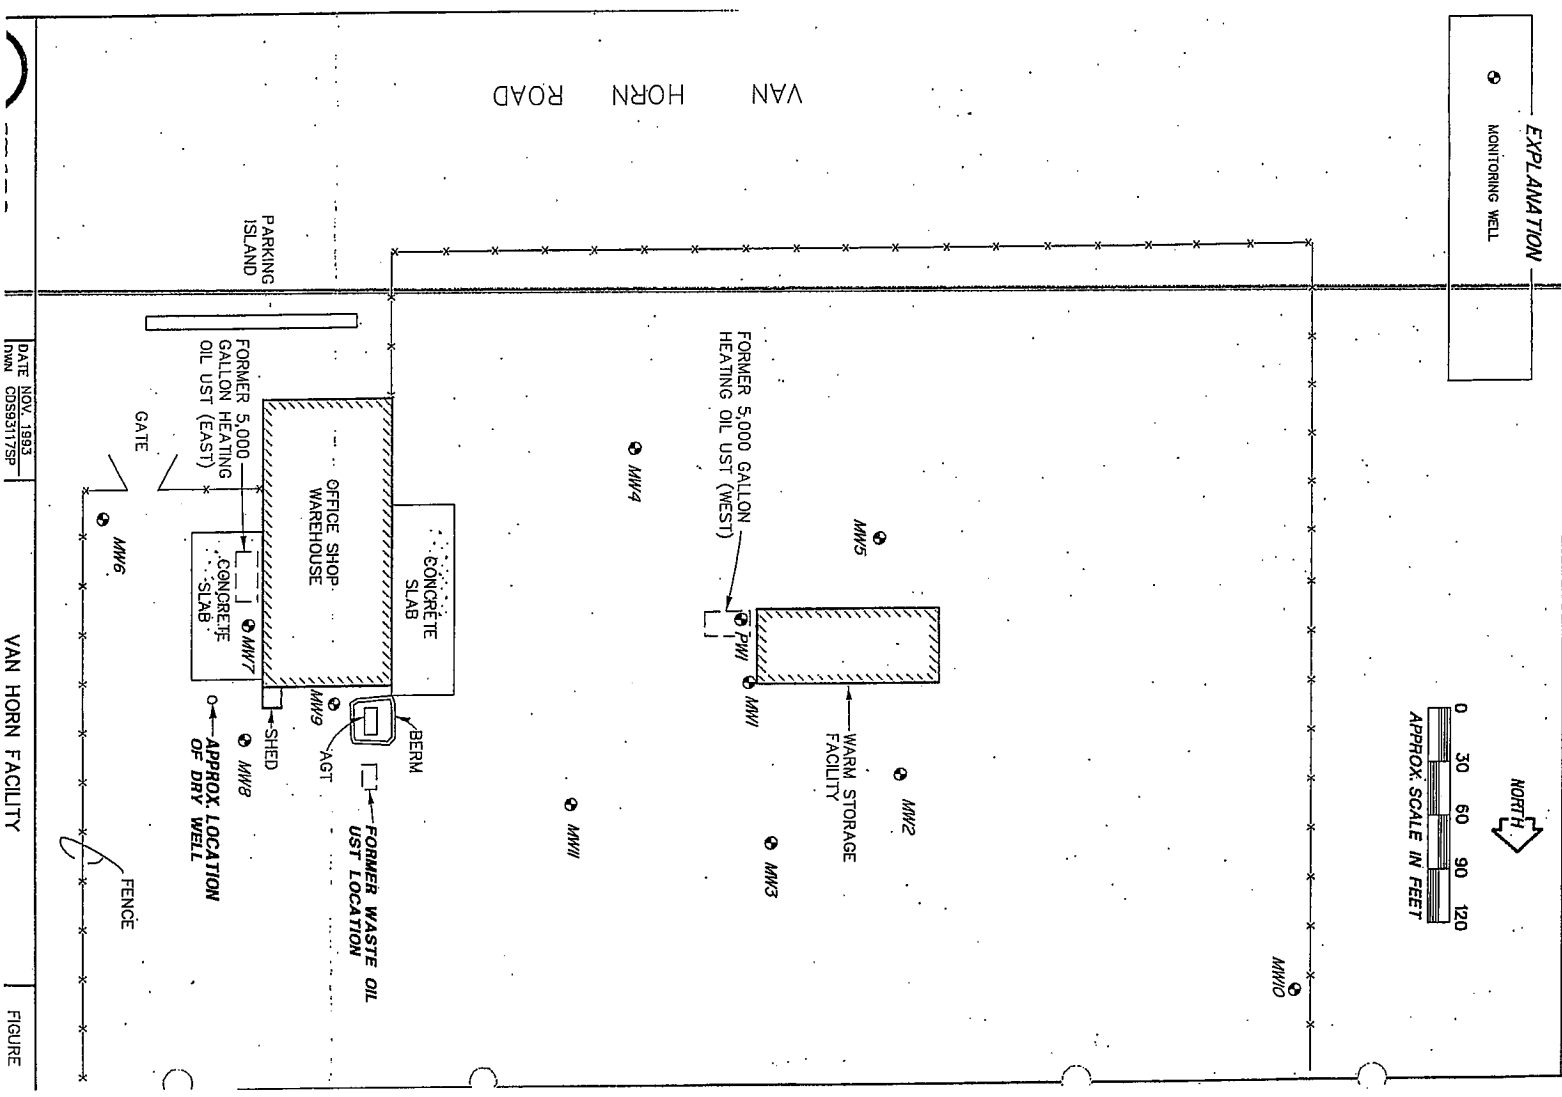 EXPLANATION
MONITORING WELL
VAN HORN ROAD
PARKING
ISLAND
NORTH
0 30 60 90 120
APPROX. SCALE IN FEET
FORMER 5,000 GALLON
HEATING OIL UST (WEST)
MW4
MW5
PW1
MW1
WARM STORAGE
FACILITY
MW2
MW3
MW10
MW11
FORMER 5,000
GALLON HEATING
OIL UST (EAST)
GATE
OFFICE SHOP
WAREHOUSE
CONCRETE
SLAB
CONCRETE
SLAB
MW6
MW7
MW9
MW8
SHED
AGT
BERM
APPROX. LOCATION
OF DRY WELL
FORMER WASTE OIL
UST LOCATION
FENCE
DATE NOV. 1993
DWN CDS93117SP
VAN HORN FACILITY
FIGURE